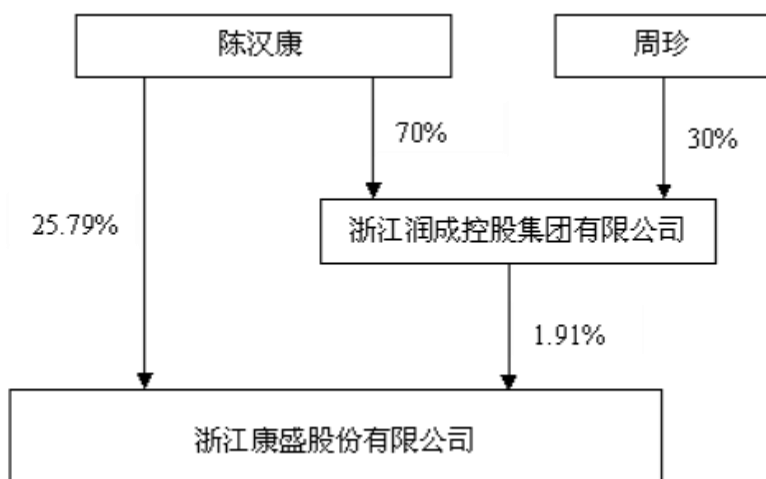 陈汉康
周珍
70%
30%
25.79%
浙江润成控股集团有限公司
1.91%
浙江康盛股份有限公司